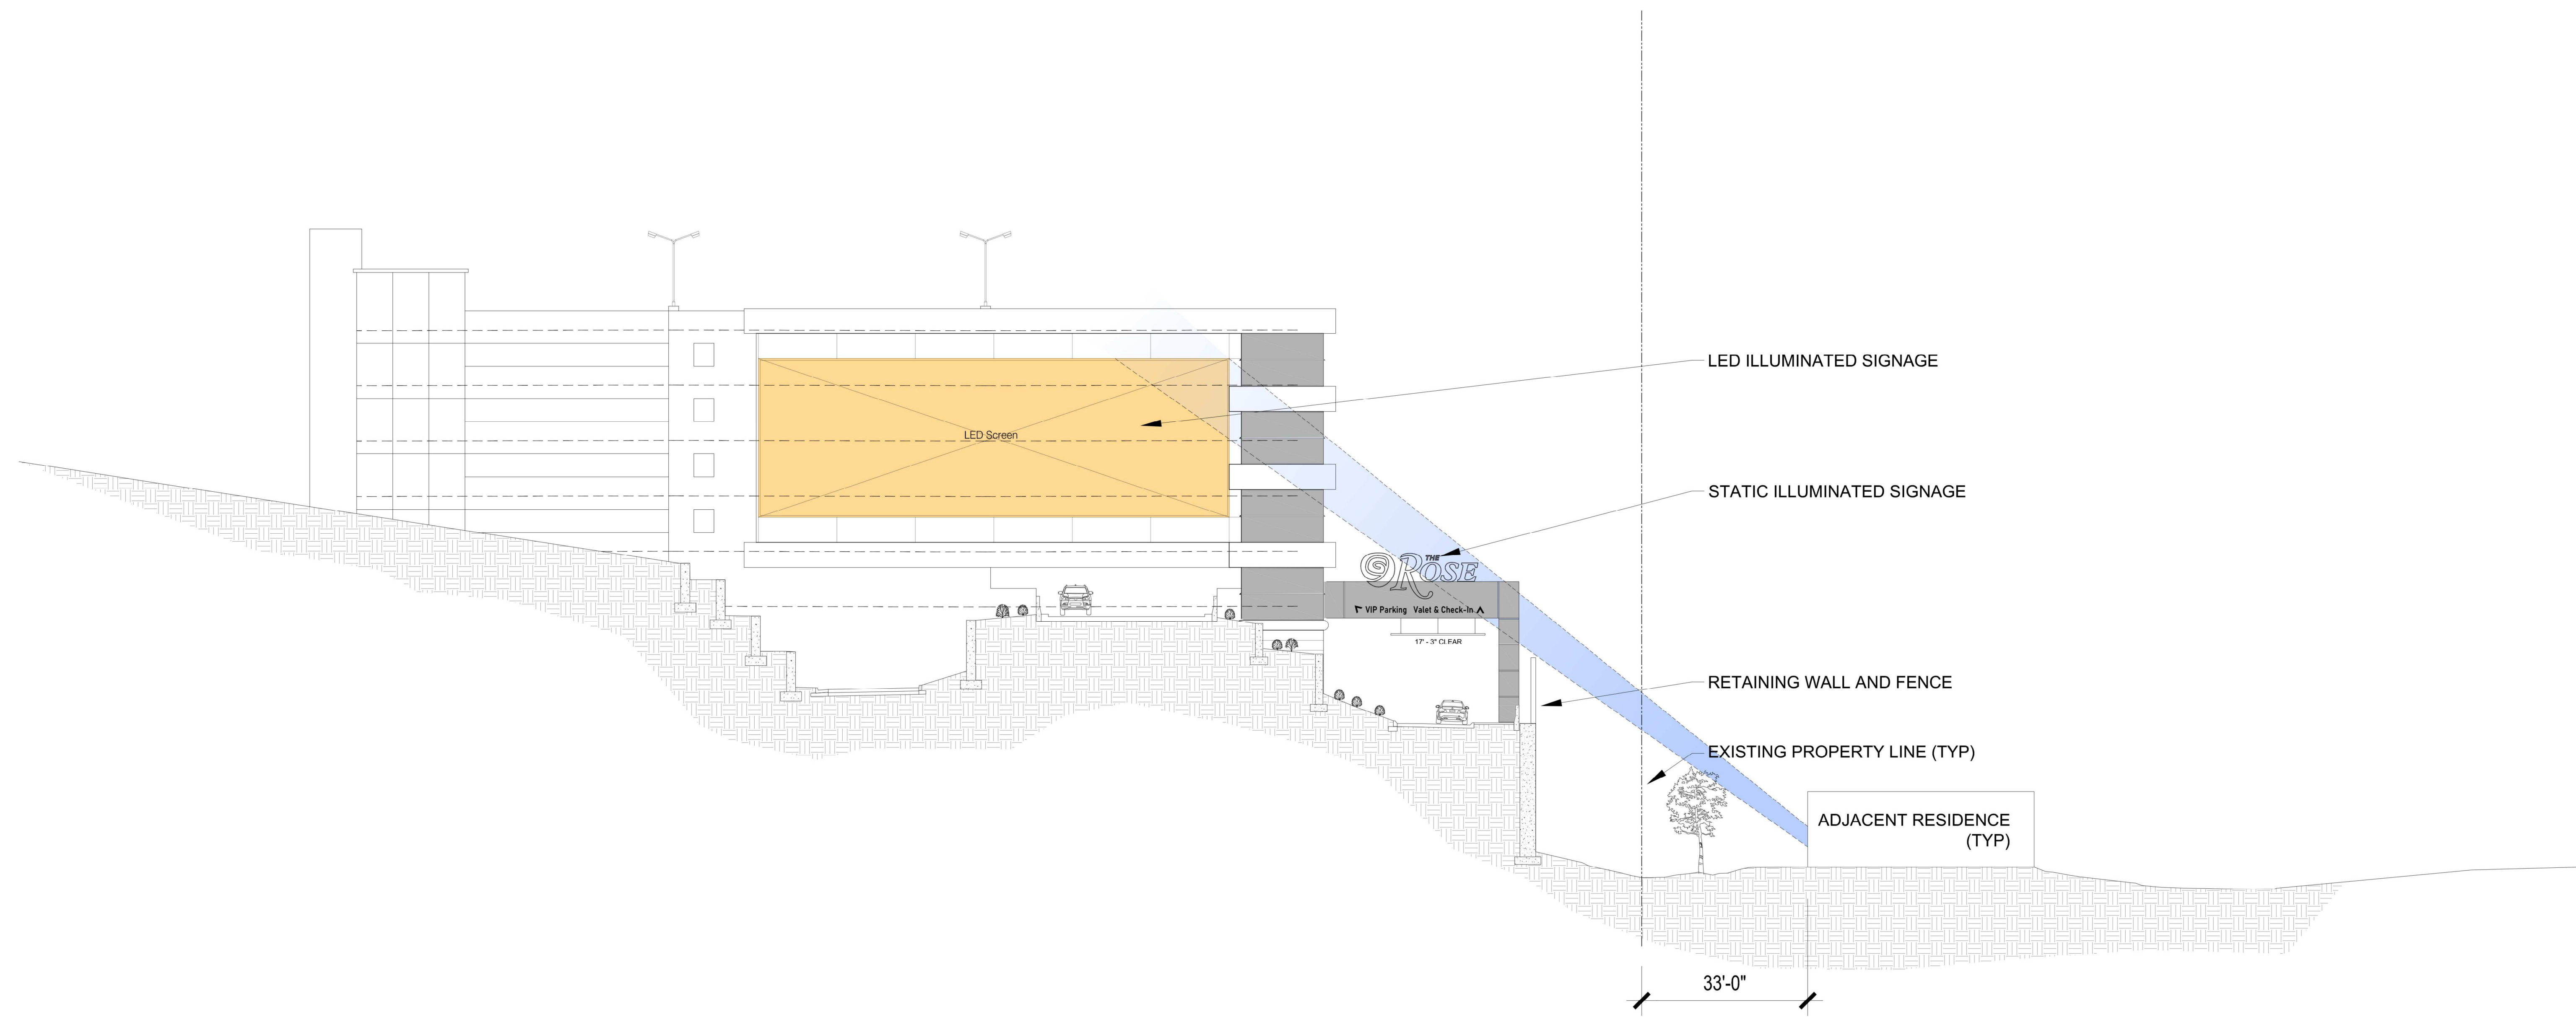 LED ILLUMINATED SIGNAGE
LED Screen
STATIC ILLUMINATED SIGNAGE
THE
ROSE
VIP Parking Valet & Check-In
17' - 3" CLEAR
RETAINING WALL AND FENCE
EXISTING PROPERTY LINE (TYP)
ADJACENT RESIDENCE
(TYP)
33'-0"